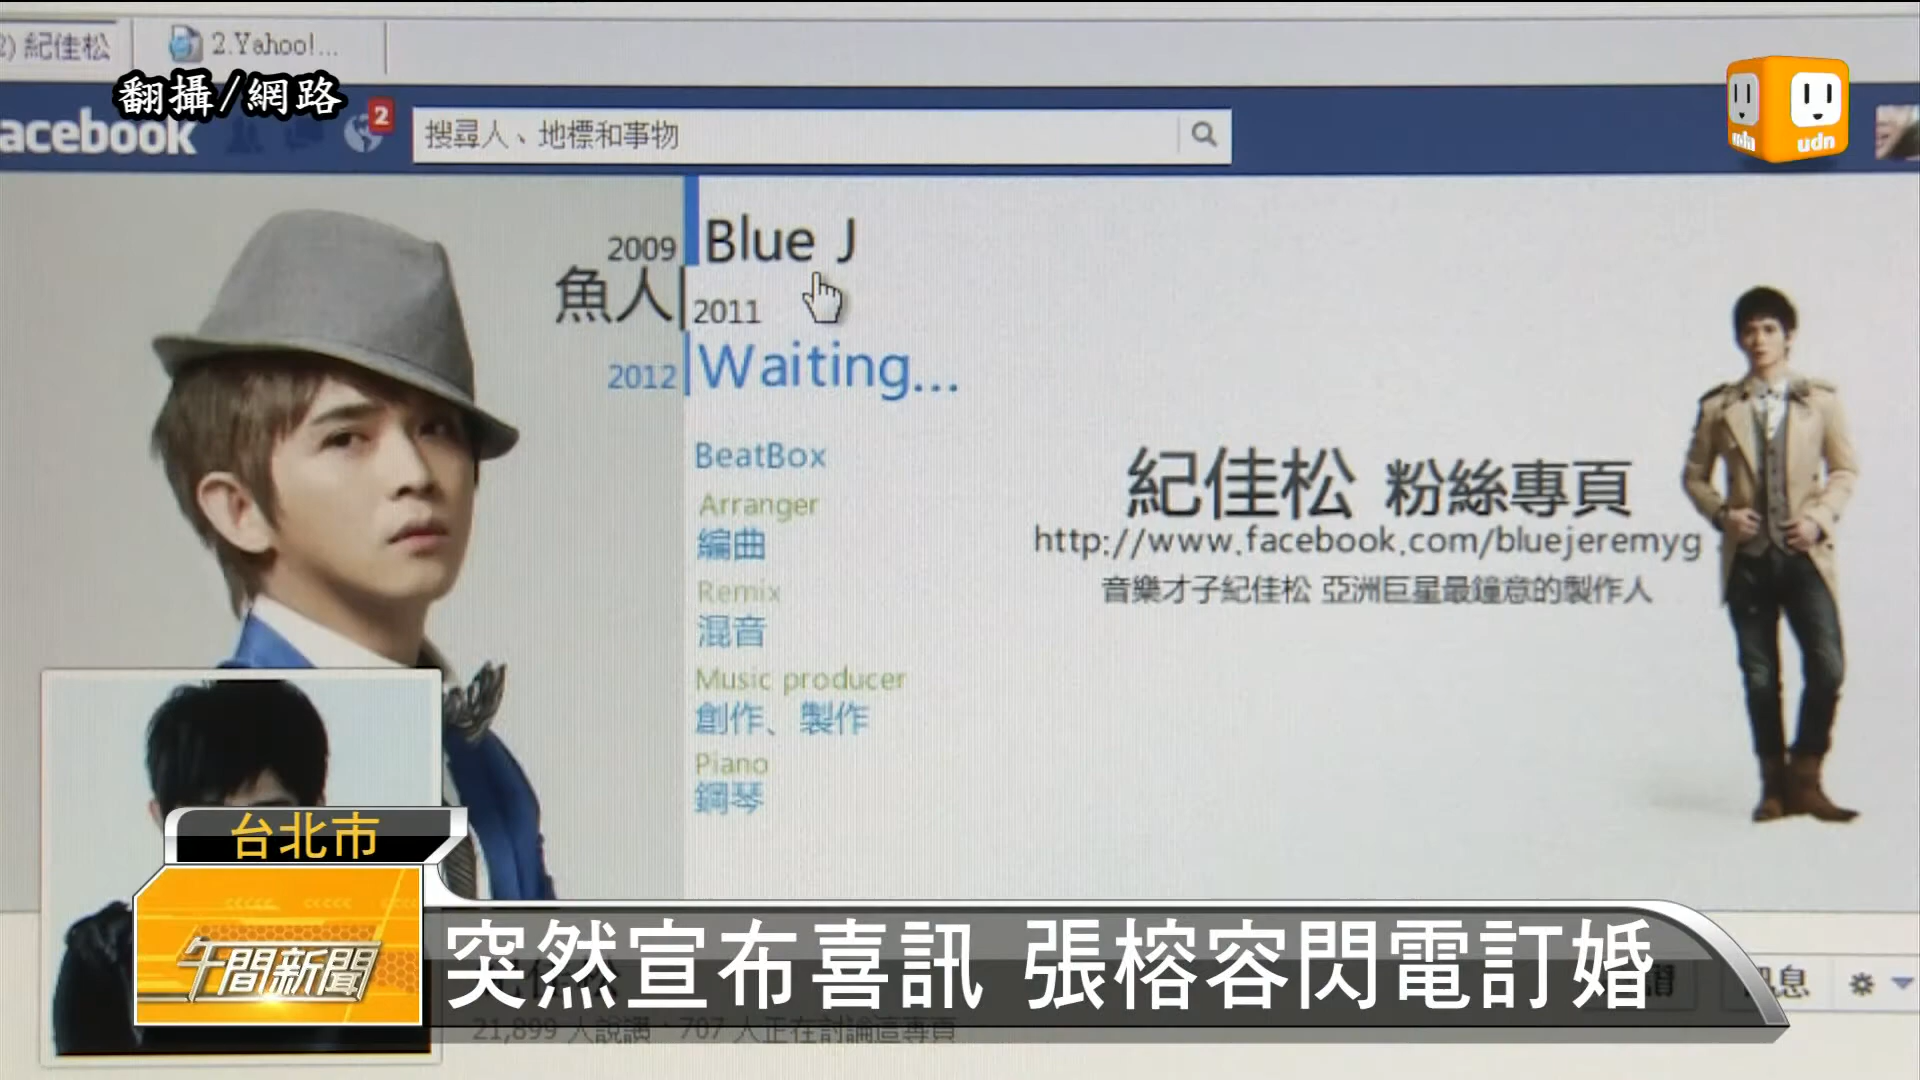 2) 紀佳松
2.Yahoo!...
翻攝/網路
acebook
2
搜尋人、地標和事物
udn
2009 Blue J
魚人 2011
2012 Waiting...
BeatBox
Arranger
編曲
Remix
混音
Music producer
創作、製作
Piano
鋼琴
紀佳松 粉絲專頁
http://www.facebook.com/bluejeremyg
音樂才子紀佳松 亞洲巨星最鐘意的製作人
台北市
午間新聞
突然宣布喜訊 張榕容閃電訂婚
訊息
21,899 人說讚·707 人正在討論這專頁